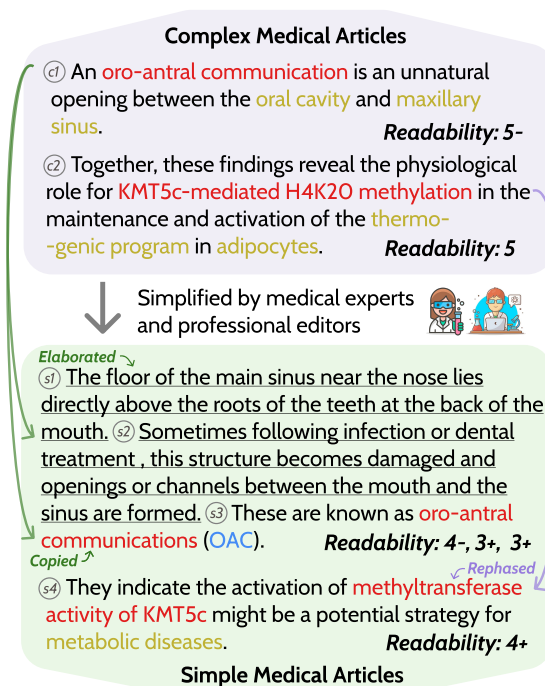 Complex Medical Articles
c1 An oro-antral communication is an unnatural
opening between the oral cavity and maxillary
sinus.
Readability: 5-
c2 Together, these findings reveal the physiological
role for KMT5c-mediated H4K20 methylation in the
maintenance and activation of the thermo-
-genic program in adipocytes.
Readability: 5
Simplified by medical experts
and professional editors
Elaborated
s1 The floor of the main sinus near the nose lies
directly above the roots of the teeth at the back of the
mouth. s2 Sometimes following infection or dental
treatment , this structure becomes damaged and
openings or channels between the mouth and the
sinus are formed. s3 These are known as oro-antral
communications (OAC).
Readability: 4-, 3+, 3+
Copied
Rephased
s4 They indicate the activation of methyltransferase
activity of KMT5c might be a potential strategy for
metabolic diseases.
Readability: 4+
Simple Medical Articles